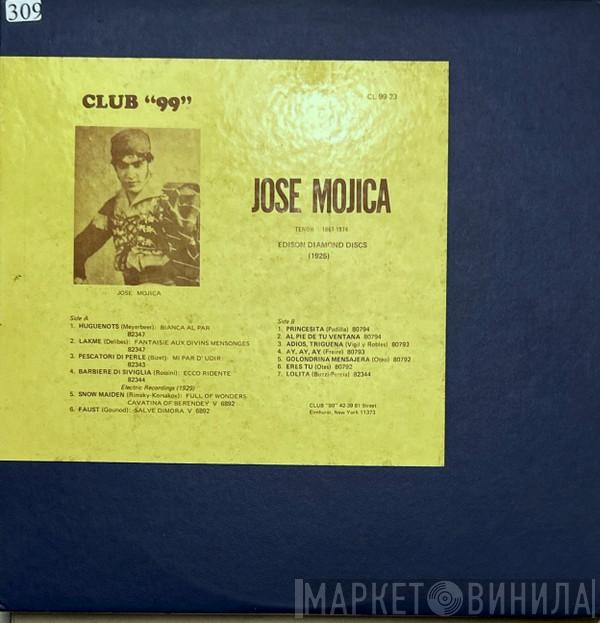 309
CLUB "99"
CL 99-23
JOSE MOJICA
TENOR
EDISON DIAMOND DISCS
(1925)
JOSE MOJICA
Side A
1. HUGUENOTS (Meyerbeer): BIANCA AL PAR
82347
2. LAKME (Delibes): FANTAISIE AUX DIVINS MENSONGES
82347
3. PESCATORI DI PERLE (Bizet): MI PAR D'UDIR
82343
4. BARBIERE DI SIVIGLIA (Rossini): ECCO RIDENTE
82344
Electric Recordings (1929)
5. SNOW MAIDEN (Rimsky-Korsakov): FULL OF WONDERS
CAVATINA OF BERENDEY V 6892
6. FAUST (Gounod): SALVE DIMORA V 6892
Side B
1. PRINCESITA (Padilla) 80794
2. AL PIE DE TU VENTANA 80794
3. ADIOS, TRIGUENA (Vigil y Robles) 80793
4. AY, AY, AY (Freire) 80793
5. GOLONDRINA MENSAJERA (Oteo) 80792
6. ERES TU (Oteo) 80792
7. LOLITA (Buzzi-Peccia) 82344
CLUB "99" 42-39 81 Street
Elmhurst, New York 11373
МАРКЕТ ВИНИЛА